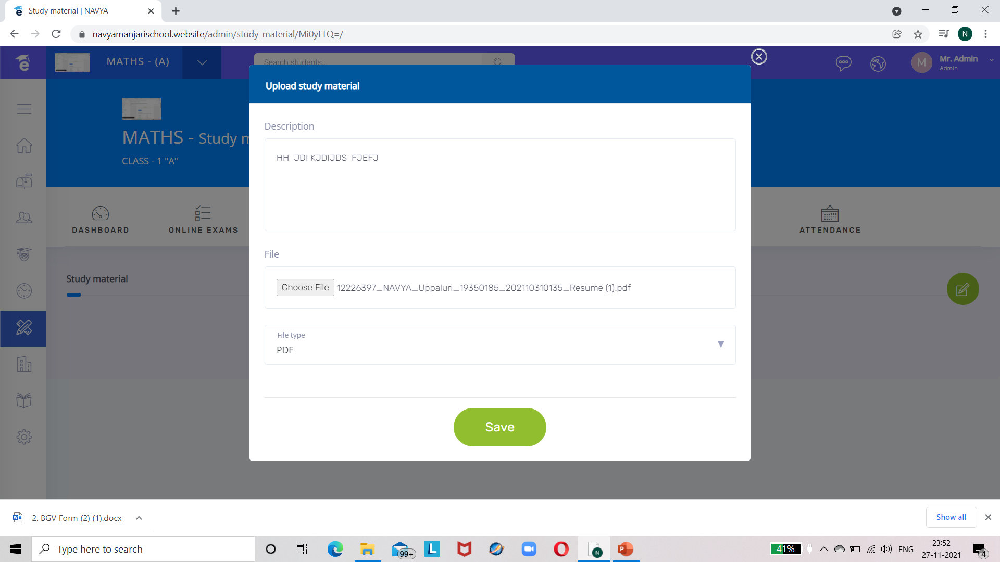 Study material | NAVYA
navyamanjarischool.website/admin/study_material/Mi0yLTQ=/
N
MATHS - (A)
Search students...
M
Mr. Admin
Admin
Upload study material
MATHS - Study m
CLASS - 1 "A"
Description
HH  JDI KJDIJDS  FJEFJ
DASHBOARD
ONLINE EXAMS
ATTENDANCE
File
Choose File 12226397_NAVYA_Uppaluri_19350185_202110310135_Resume (1).pdf
Study material
File type
PDF
Save
2. BGV Form (2) (1).docx
Show all
Type here to search
99+
41%
ENG
23:52
27-11-2021
4